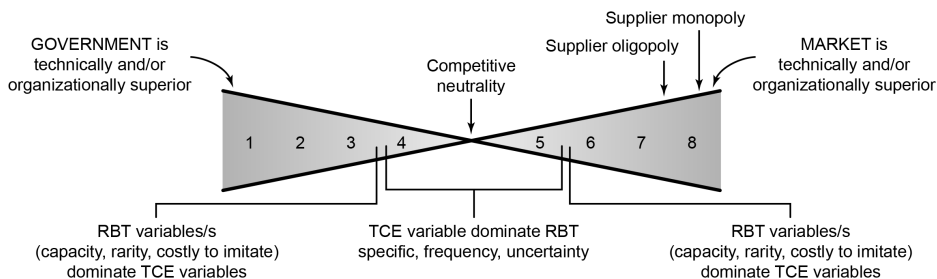 Supplier monopoly
Supplier oligopoly
GOVERNMENT is
technically and/or
organizationally superior
Competitive
neutrality
MARKET is
technically and/or
organizationally superior
1 2 3 4 5 6 7 8
RBT variables/s
(capacity, rarity, costly to imitate)
dominate TCE variables
TCE variable dominate RBT
specific, frequency, uncertainty
RBT variables/s
(capacity, rarity, costly to imitate)
dominate TCE variables